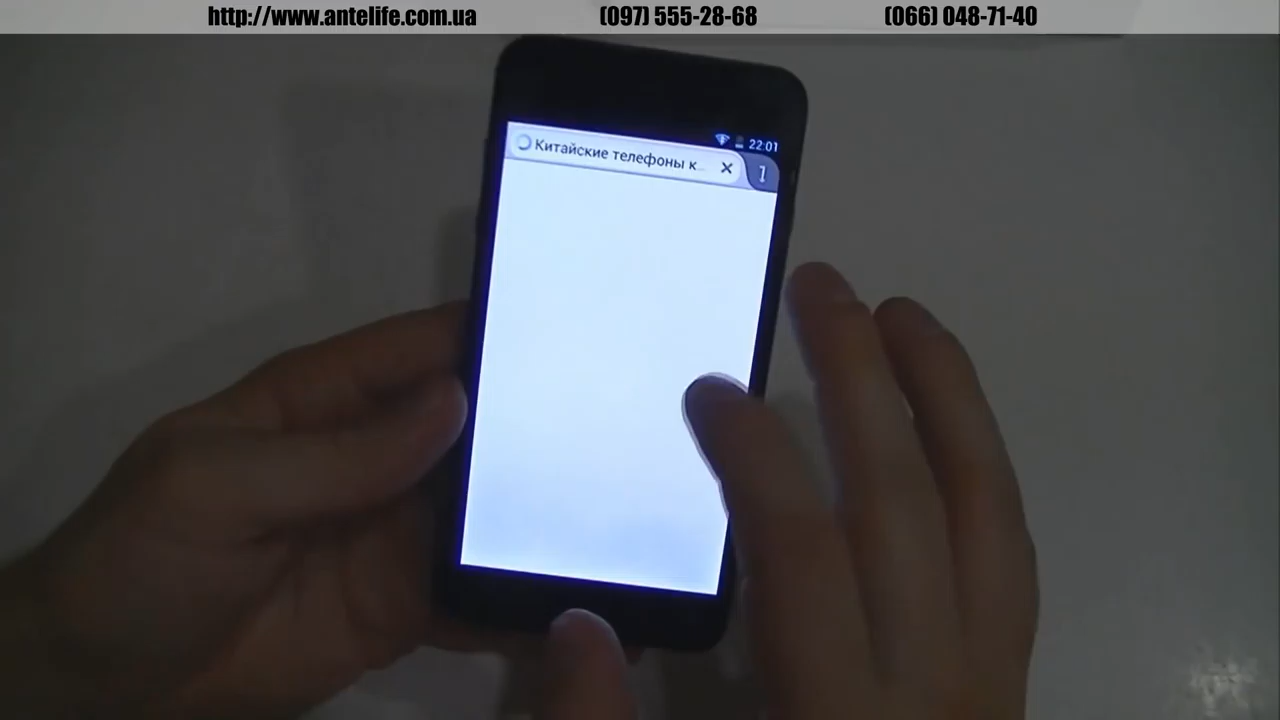 http://www.antelife.com.ua (097) 555-28-68 (066) 048-71-40
22:01
Китайские телефоны к... 1